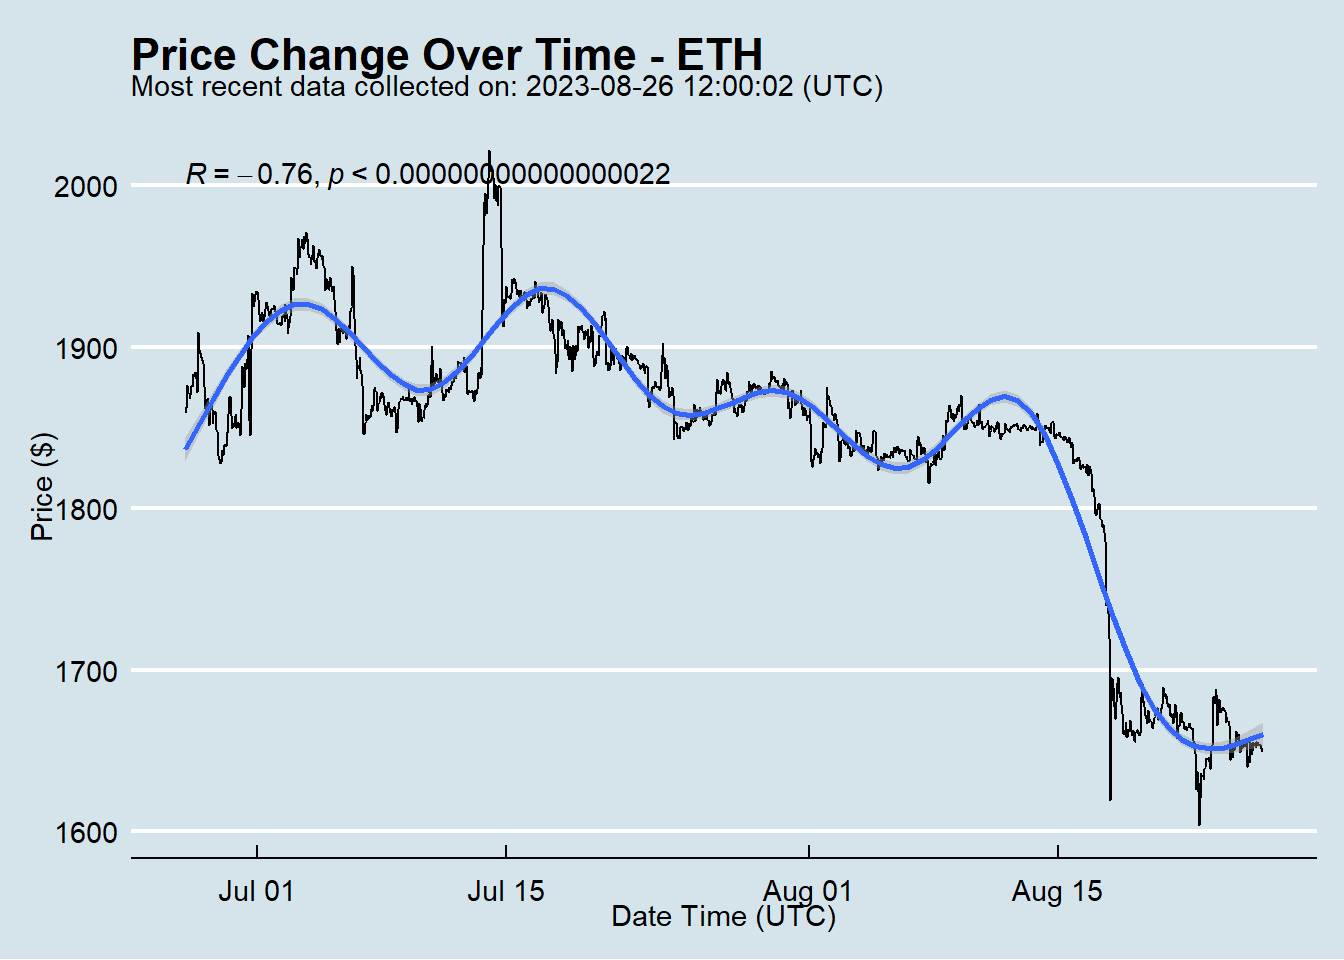 Price Change Over Time - ETH
Most recent data collected on: 2023-08-26 12:00:02 (UTC)
R = −0.76, p < 0.00000000000000022
2000
1900
1800
1700
1600
Price ($)
Jul 01 Jul 15 Aug 01 Aug 15
Date Time (UTC)